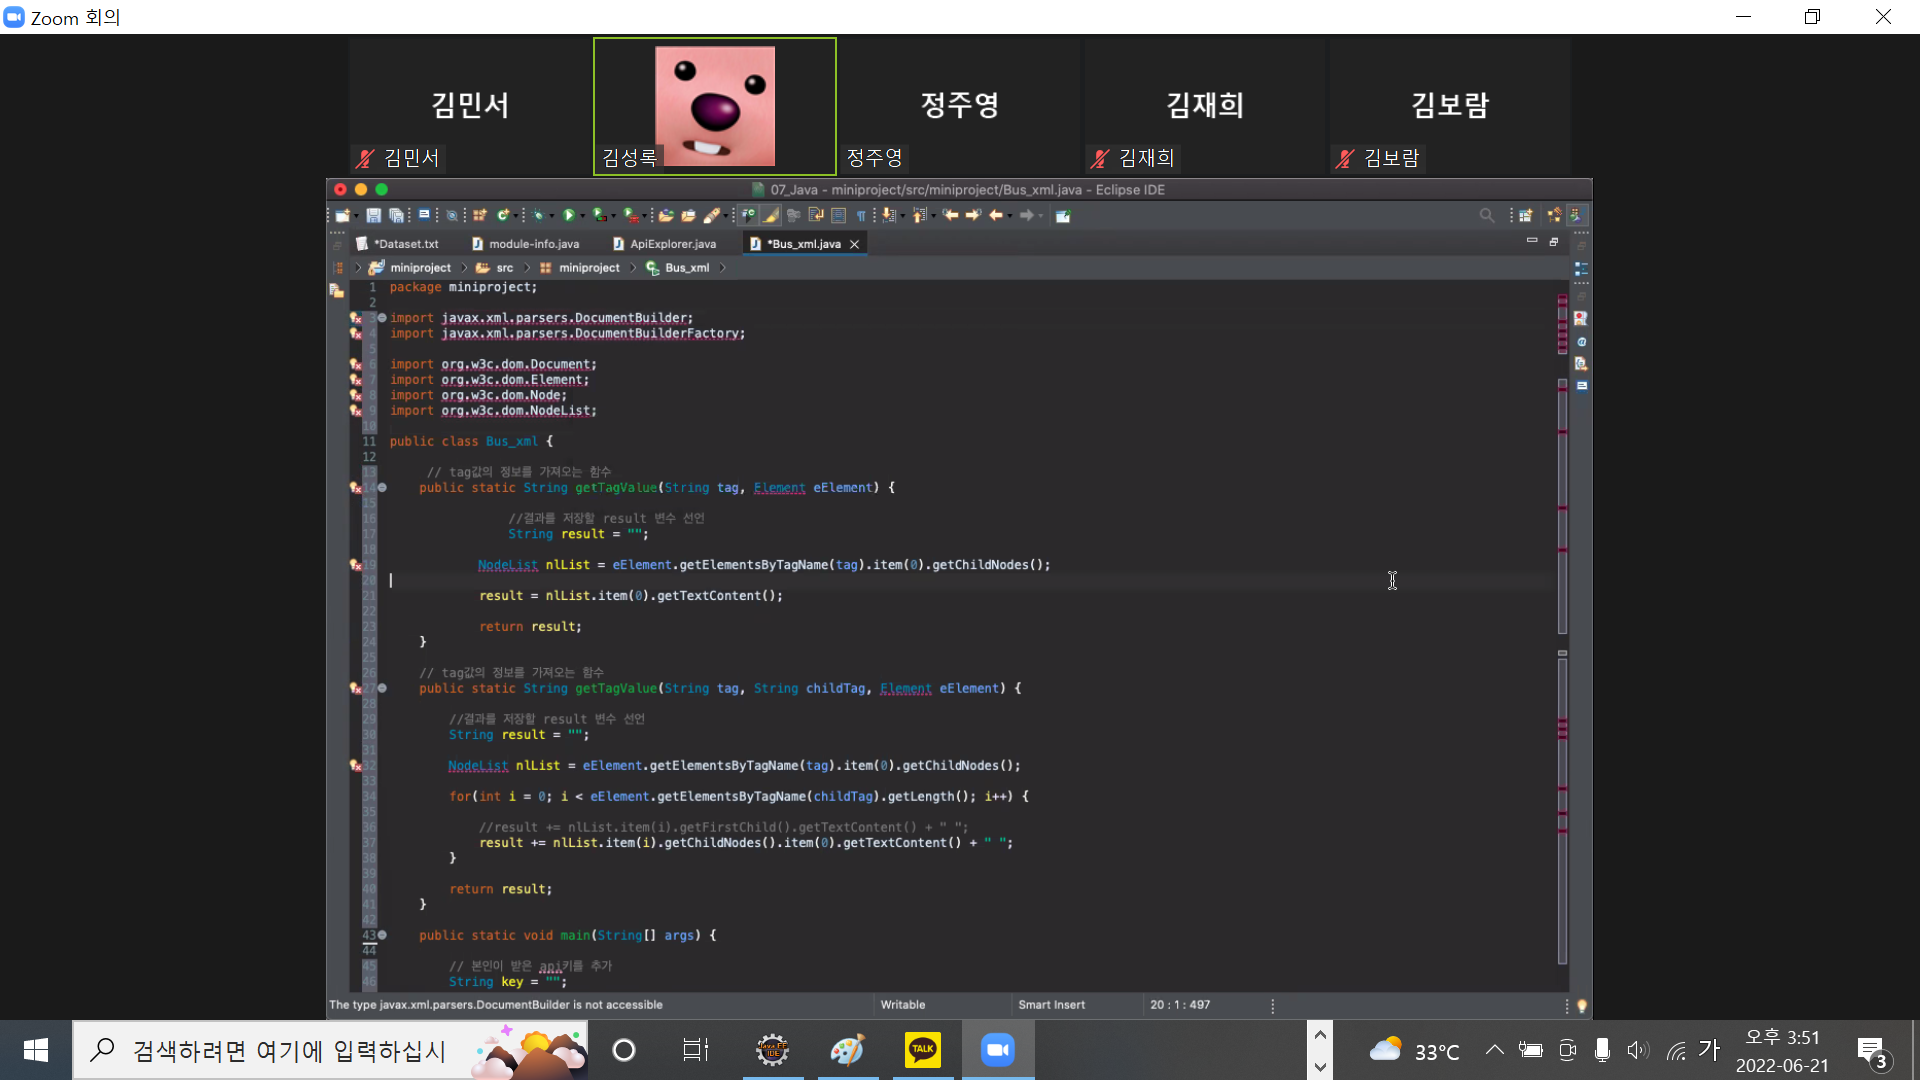 Zoom 회의
김민서
정주영
김재희
김보람
김민서
김성록
정주영
김재희
김보람
07_Java - miniproject/src/miniproject/Bus_xml.java - Eclipse IDE
*Dataset.txt
module-info.java
ApiExplorer.java
*Bus_xml.java
miniproject
src
miniproject
Bus_xml
1 package miniproject;
2
3 import javax.xml.parsers.DocumentBuilder;
4 import javax.xml.parsers.DocumentBuilderFactory;
5
6 import org.w3c.dom.Document;
7 import org.w3c.dom.Element;
8 import org.w3c.dom.Node;
9 import org.w3c.dom.NodeList;
10
11 public class Bus_xml {
12
13 // tag값의 정보를 가져오는 함수
14 public static String getTagValue(String tag, Element eElement) {
15
16 //결과를 저장할 result 변수 선언
17 String result = "";
18
19 NodeList nlList = eElement.getElementsByTagName(tag).item(0).getChildNodes();
20
21 result = nlList.item(0).getTextContent();
22
23 return result;
24 }
25
26 // tag값의 정보를 가져오는 함수
27 public static String getTagValue(String tag, String childTag, Element eElement) {
28
29 //결과를 저장할 result 변수 선언
30 String result = "";
31
32 NodeList nlList = eElement.getElementsByTagName(tag).item(0).getChildNodes();
33
34 for(int i = 0; i < eElement.getElementsByTagName(childTag).getLength(); i++) {
35
36 //result += nlList.item(i).getFirstChild().getTextContent() + " ";
37 result += nlList.item(i).getChildNodes().item(0).getTextContent() + " ";
38 }
39
40 return result;
41 }
42
43 public static void main(String[] args) {
44
45 // 본인이 받은 api키를 추가
46 String key = "";
The type javax.xml.parsers.DocumentBuilder is not accessible
Writable
Smart Insert
20 : 1 : 497
검색하려면 여기에 입력하십시
Java EE
IDE
TALK
33°C
가
오후 3:51
2022-06-21
3